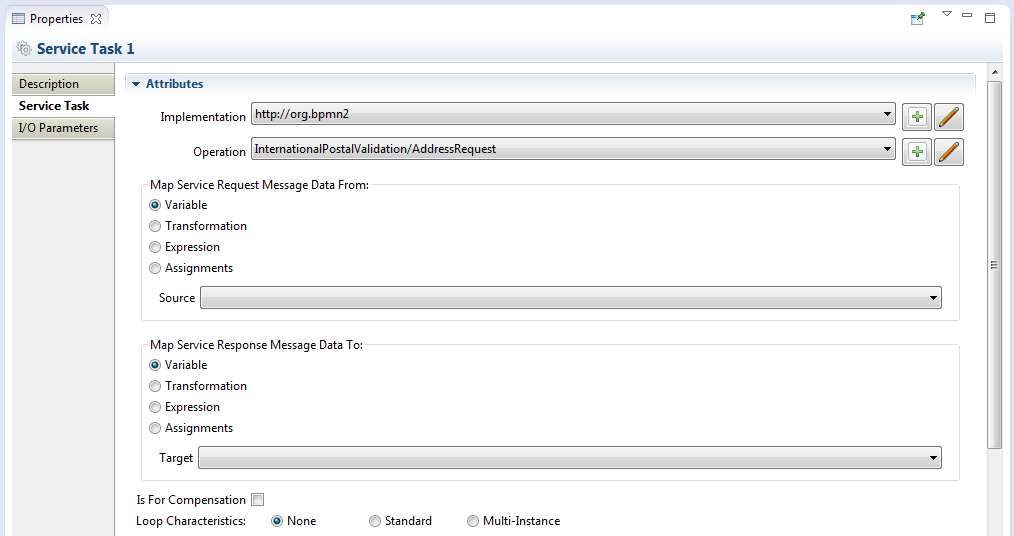 Properties
Service Task 1
Description
Service Task
I/O Parameters
Attributes
Implementation http://org.bpmn2
Operation InternationalPostalValidation/AddressRequest
Map Service Request Message Data From:
Variable
Transformation
Expression
Assignments
Source
Map Service Response Message Data To:
Variable
Transformation
Expression
Assignments
Target
Is For Compensation
Loop Characteristics: None Standard Multi-Instance